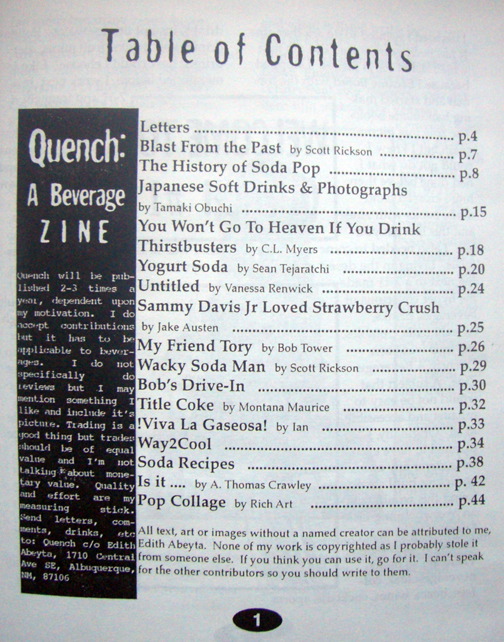 Table of Contents
Quench:
A Beverage
ZINE
Quench will be pub-
lished 2-3 times a
year, dependent upon
my motivation. I do
accept contributions
but it has to be
applicable to bever-
ages. I do not
specifically do
reviews but I may
mention something I
like and include it's
picture. Trading is a
good thing but trades
should be of equal
value and I'm not
talking about mone-
tary value. Quality
and effort are my
measuring stick.
Send letters, com-
ments, drinks, etc
to: Quench c/o Edith
Abeyta, 1710 Central
Ave SE, Albuquerque,
NM, 87106
Letters .......... p.4
Blast From the Past by Scott Rickson .......... p.7
The History of Soda Pop .......... p.8
Japanese Soft Drinks & Photographs
by Tamaki Obuchi .......... p.15
You Won't Go To Heaven If You Drink
Thirstbusters by C.L. Myers .......... p.18
Yogurt Soda by Sean Tejaratchi .......... p.20
Untitled by Vanessa Renwick .......... p.24
Sammy Davis Jr Loved Strawberry Crush
by Jake Austen .......... p.25
My Friend Tory by Bob Tower .......... p.26
Wacky Soda Man by Scott Rickson .......... p.29
Bob's Drive-In .......... p.30
Title Coke by Montana Maurice .......... p.32
!Viva La Gaseosa! by Ian .......... p.33
Way2Cool .......... p.34
Soda Recipes .......... p.38
Is it .... by A. Thomas Crawley .......... p. 42
Pop Collage by Rich Art .......... p.44
All text, art or images without a named creator can be attributed to me,
Edith Abeyta. None of my work is copyrighted as I probably stole it
from someone else. If you think you can use it, go for it. I can't speak
for the other contributors so you should write to them.
1